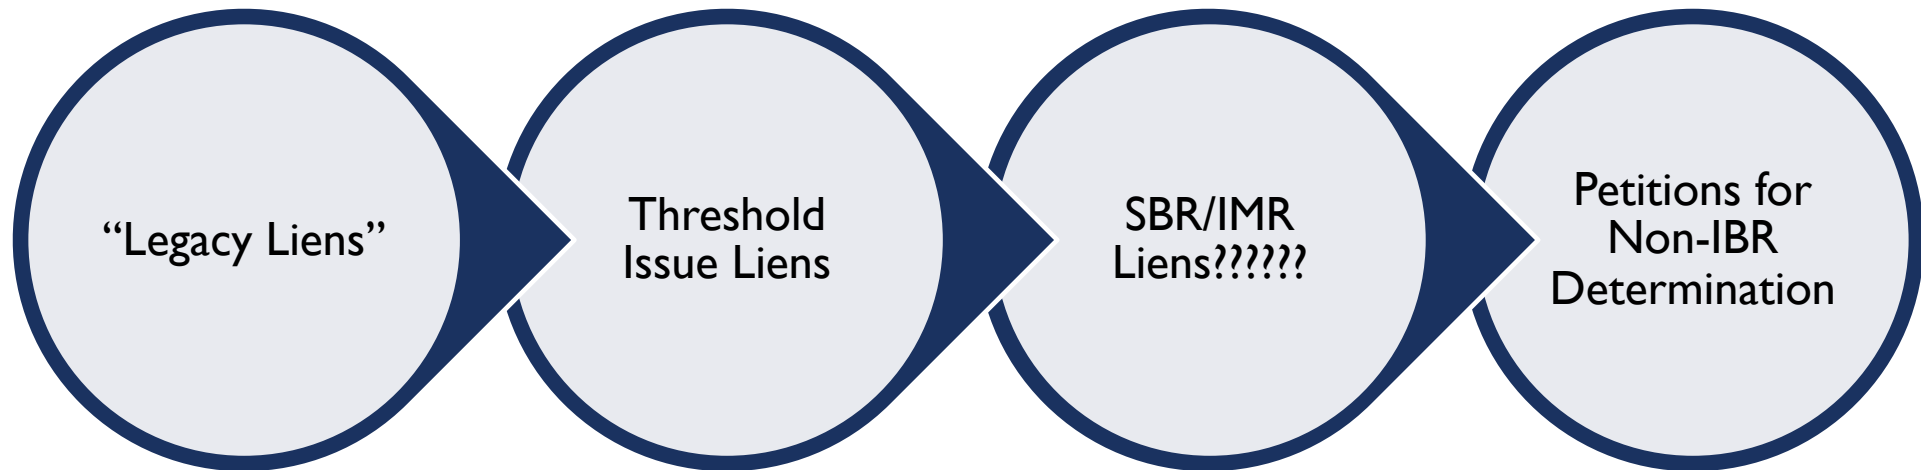 “Legacy Liens”
Threshold
Issue Liens
SBR/IMR
Liens??????
Petitions for
Non-IBR
Determination